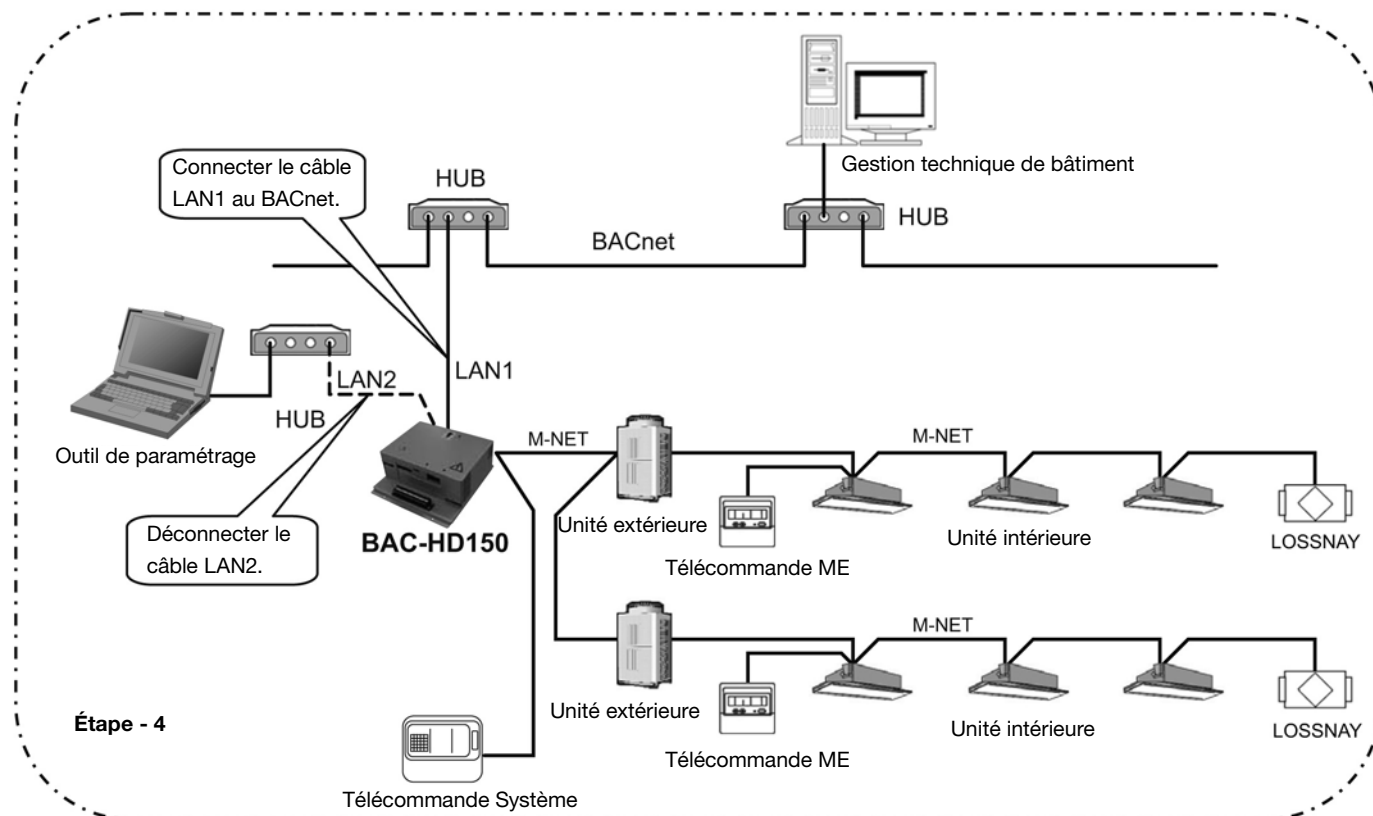 Gestion technique de bâtiment
Connecter le câble
LAN1 au BACnet.
HUB
HUB
BACnet
LAN2
LAN1
HUB
Outil de paramétrage
M-NET
M-NET
Déconnecter le
câble LAN2.
BAC-HD150
Unité extérieure
Télécommande ME
Unité intérieure
LOSSNAY
M-NET
Unité extérieure
Télécommande ME
Unité intérieure
LOSSNAY
Étape - 4
Télécommande Système